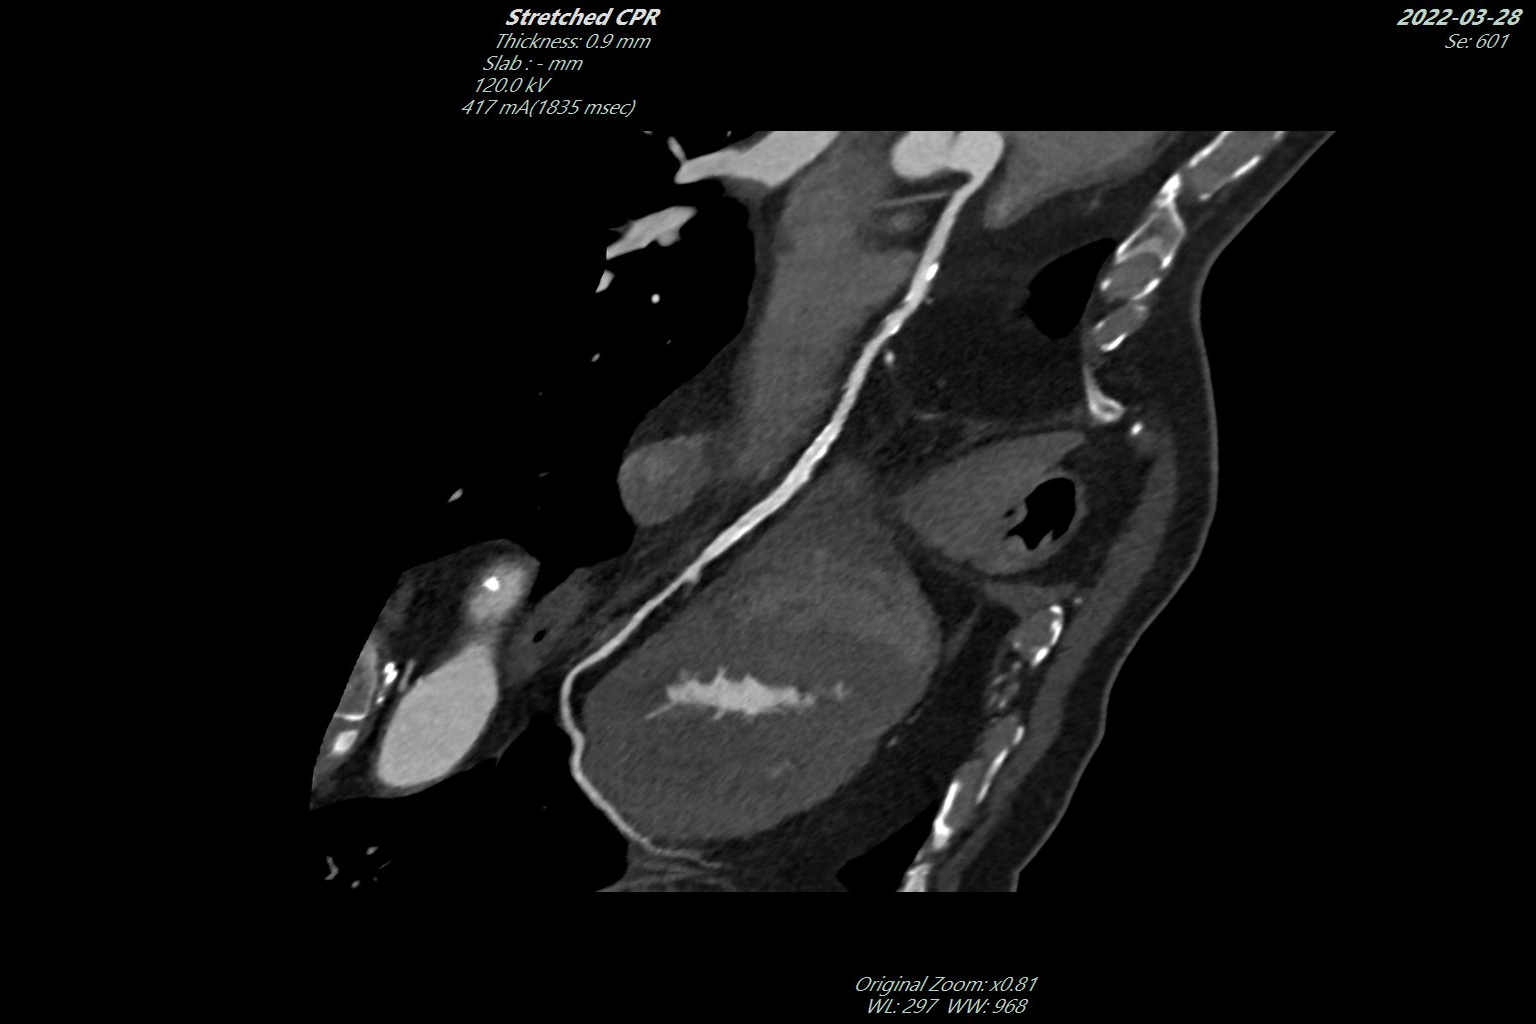 Stretched CPR
Thickness: 0.9 mm
Slab : - mm
120.0 kV
417 mA(1835 msec)
2022-03-28
Se: 601
Original Zoom: x0.81
WL: 297 WW: 968